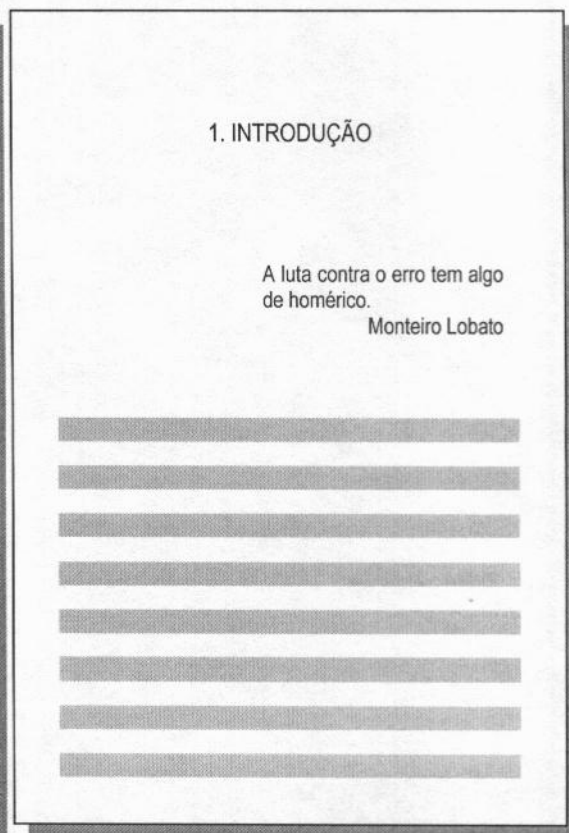 1. INTRODUÇÃO
A luta contra o erro tem algo
de homérico.
Monteiro Lobato